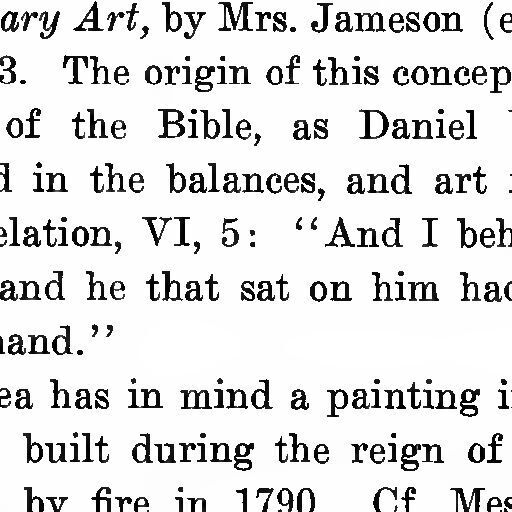 ary Art, by Mrs. Jameson (e
3. The origin of this concep
of the Bible, as Daniel
d in the balances, and art
elation, VI, 5: “And I beh
and he that sat on him had
hand.”
ea has in mind a painting i
built during the reign of
by fire in 1790 Cf Mes